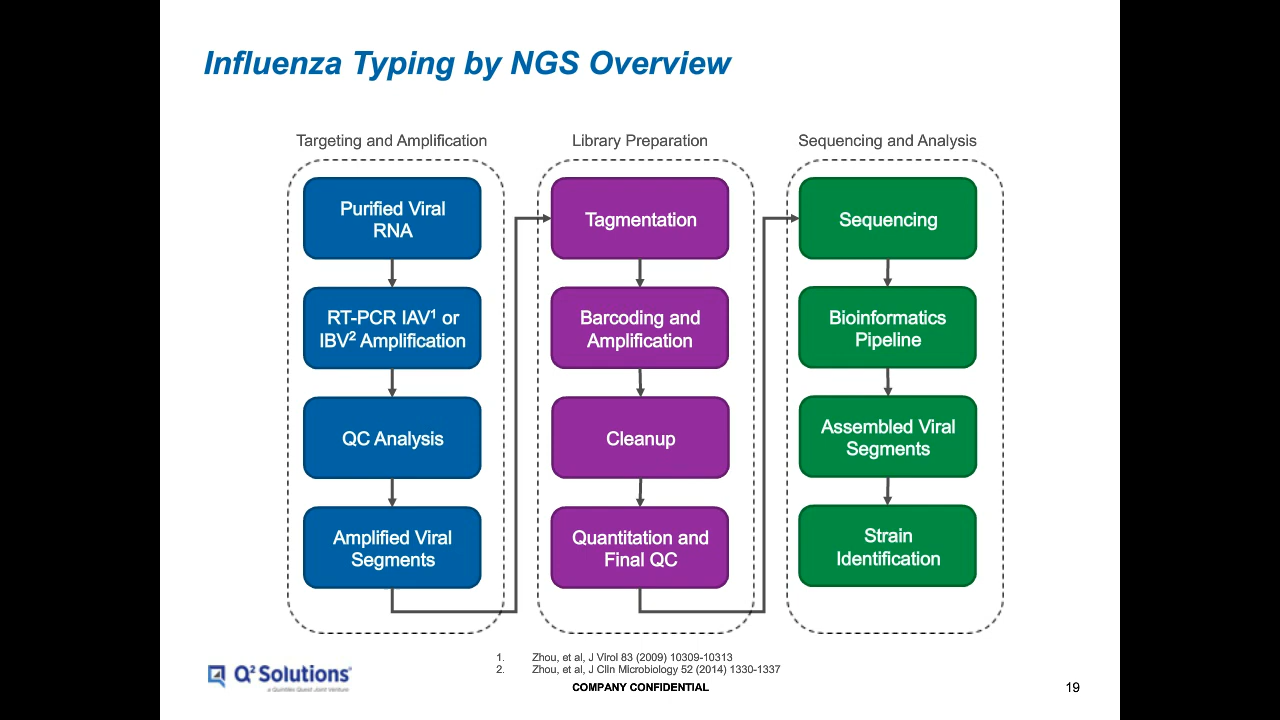 Influenza Typing by NGS Overview
Targeting and Amplification
Purified Viral
RNA
RT-PCR IAV¹ or
IBV² Amplification
QC Analysis
Amplified Viral
Segments
Library Preparation
Tagmentation
Barcoding and
Amplification
Cleanup
Quantitation and
Final QC
Sequencing and Analysis
Sequencing
Bioinformatics
Pipeline
Assembled Viral
Segments
Strain
Identification
1. Zhou, et al, J Virol 83 (2009) 10309-10313
2. Zhou, et al, J Clin Microbiology 52 (2014) 1330-1337
Q² Solutions
a Quintiles Quest Joint Venture
COMPANY CONFIDENTIAL
19